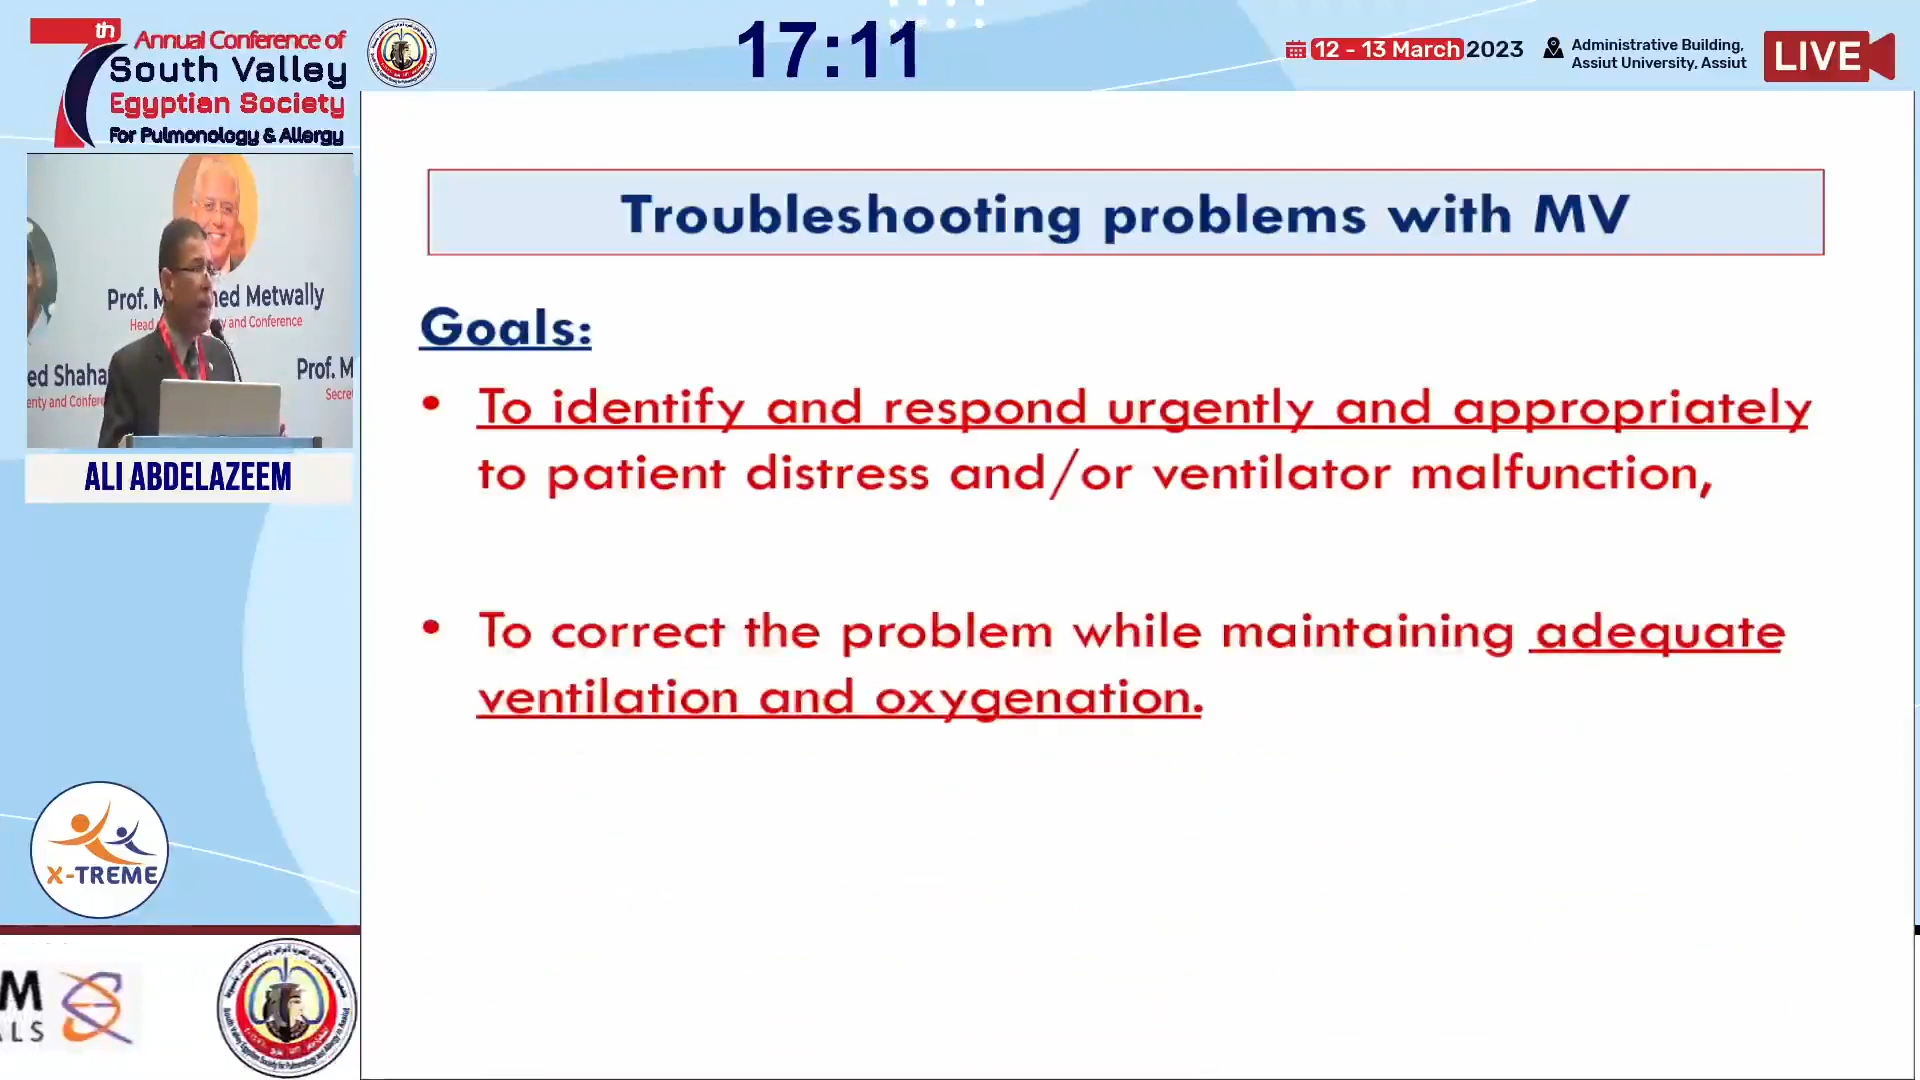 7th Annual Conference of
South Valley
Egyptian Society
For Pulmonology & Allergy
17:11
12 - 13 March 2023
Administrative Building,
Assiut University, Assiut
LIVE
Prof. M ed Metwally
Head y and Conference
ed Shaha
enty and Confere
Prof. M
Secre
ALI ABDELAZEEM
Troubleshooting problems with MV
Goals:
• To identify and respond urgently and appropriately
to patient distress and/or ventilator malfunction,
• To correct the problem while maintaining adequate
ventilation and oxygenation.
X-TREME
M
ALS